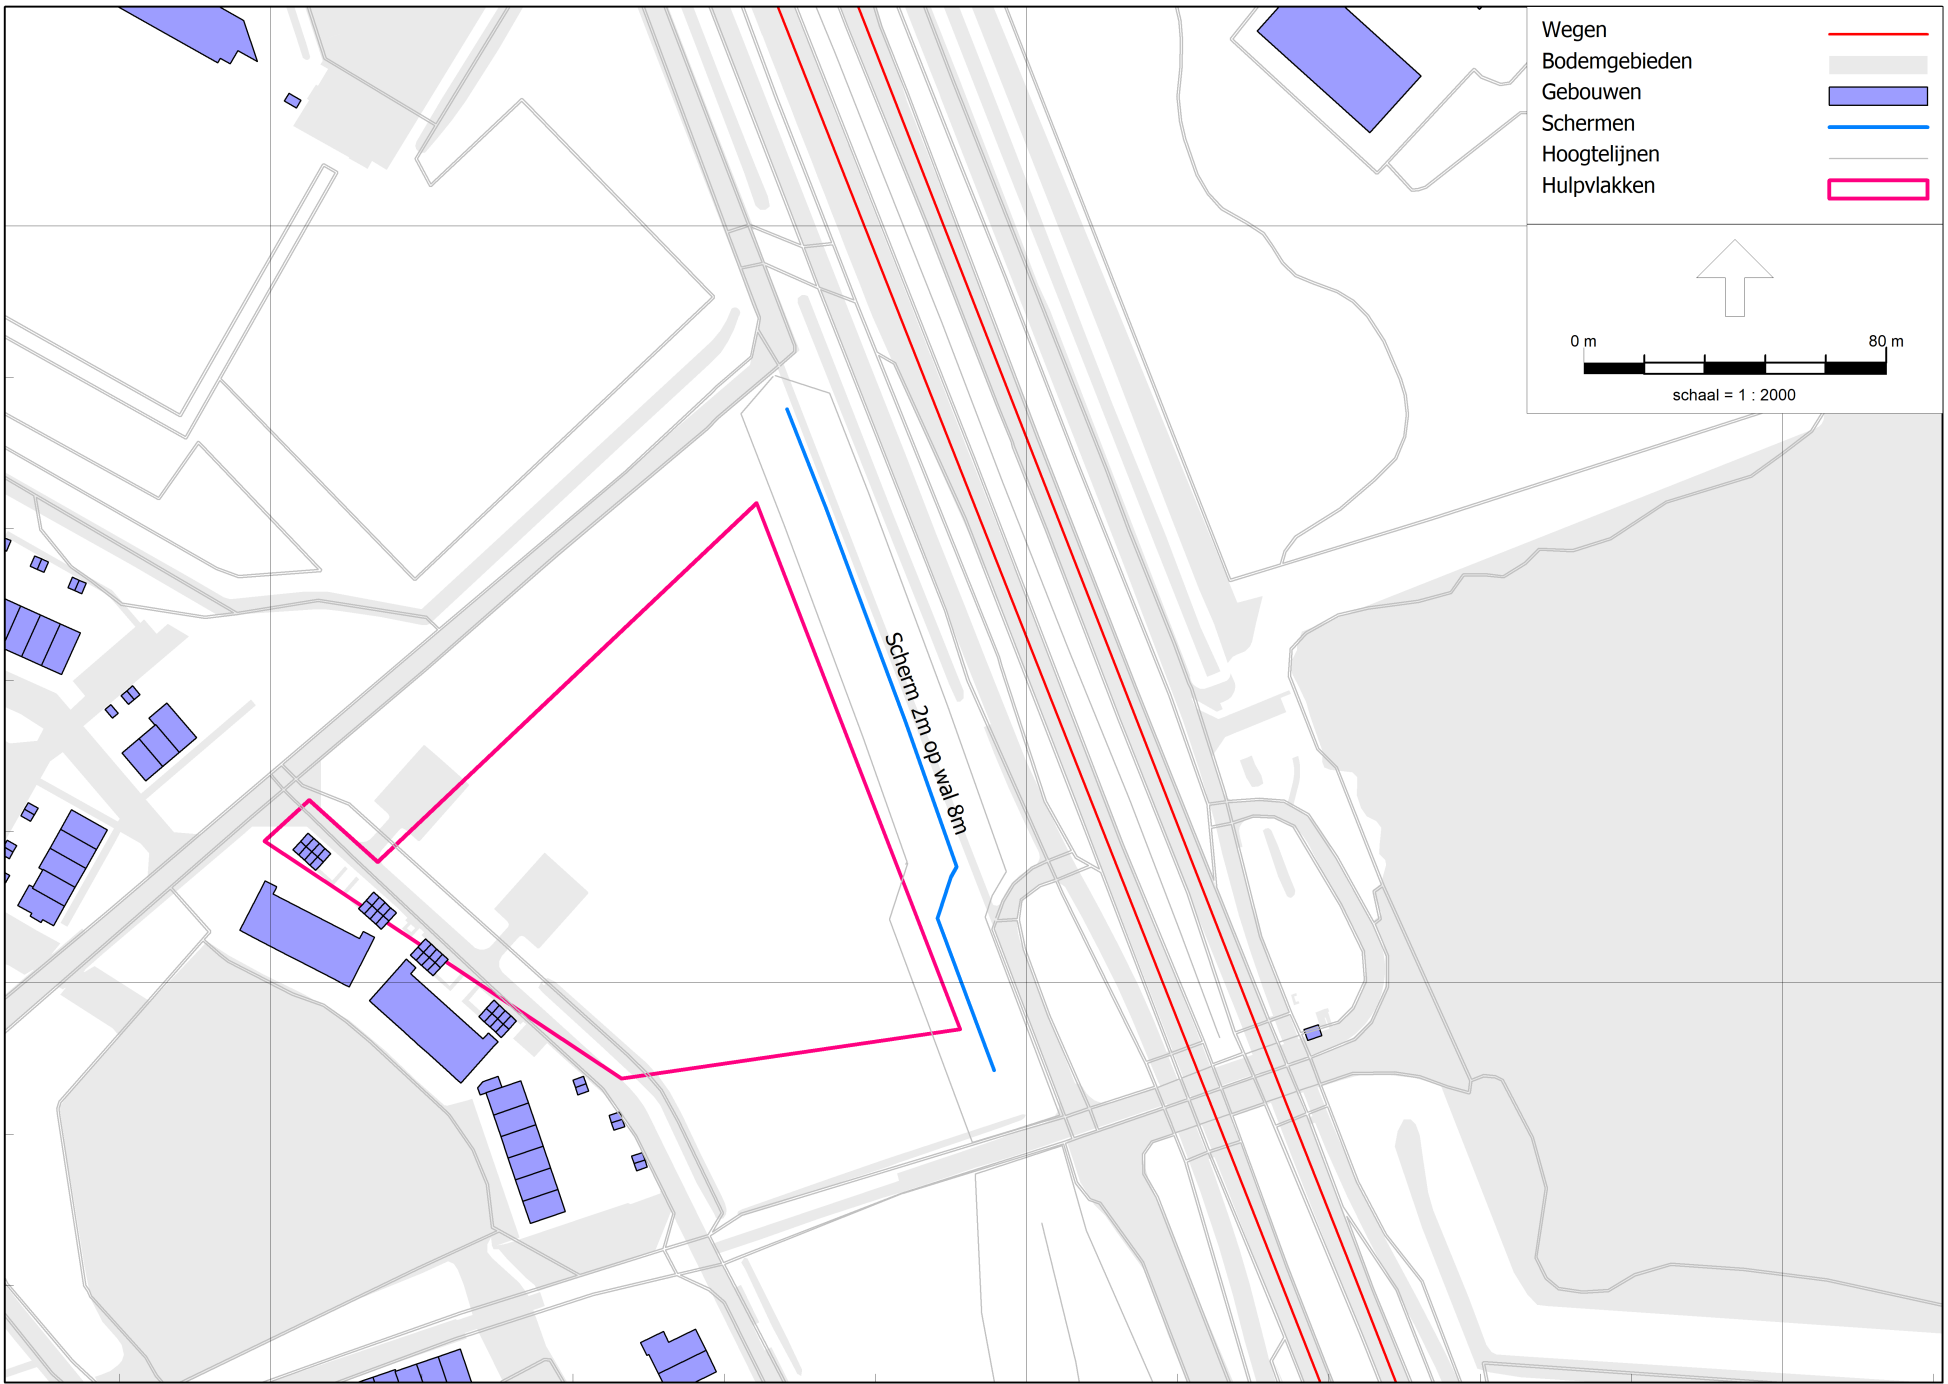 Wegen
Bodemgebieden
Gebouwen
Schermen
Hoogtelijnen
Hulpvlakken
0 m 80 m
schaal = 1 : 2000
Scherm 2m op wal 8m